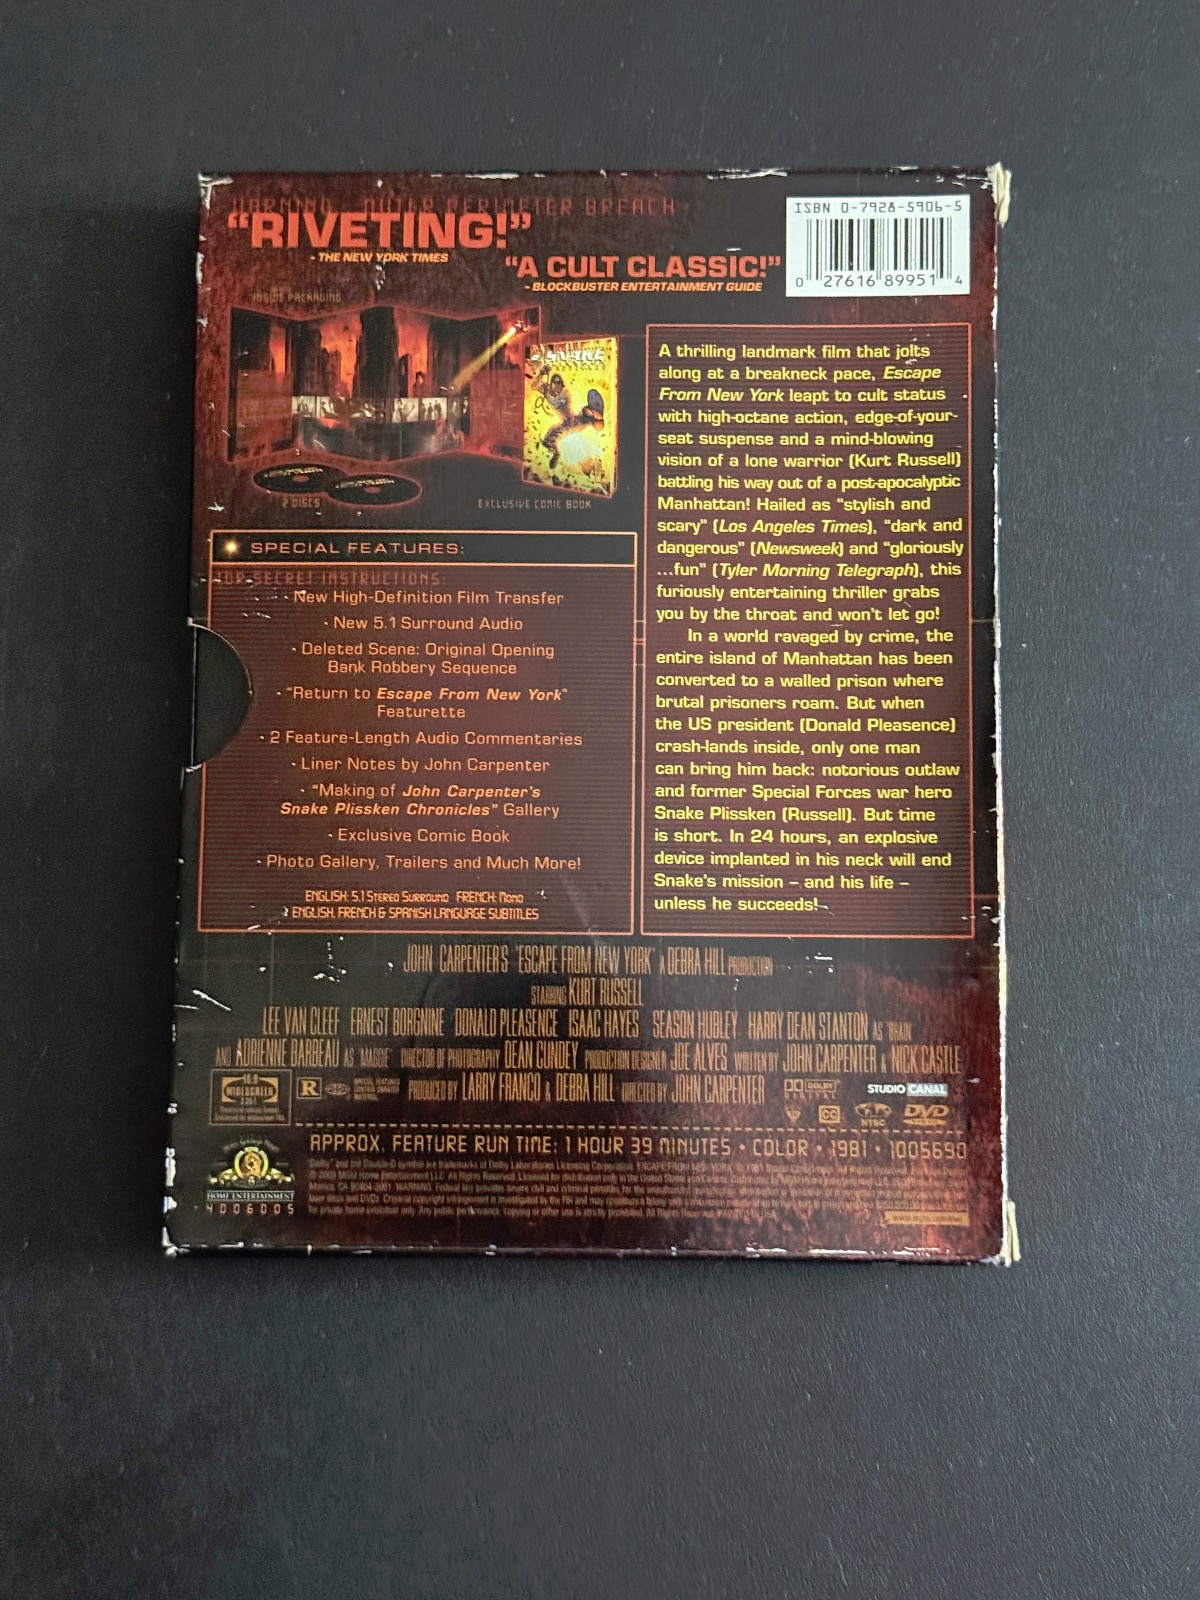 WARNING OUTER PERIMETER BREACH
"RIVETING!"
- THE NEW YORK TIMES
"A CULT CLASSIC!"
- BLOCKBUSTER ENTERTAINMENT GUIDE
ISBN 0-7928-5906-5
0 27616 89951 4
INSIDE PACKAGING
SNAKE
2 DISCS
EXCLUSIVE COMIC BOOK
SPECIAL FEATURES:
TOP SECRET INSTRUCTIONS:
• New High-Definition Film Transfer
• New 5.1 Surround Audio
• Deleted Scene: Original Opening
Bank Robbery Sequence
• "Return to Escape From New York"
Featurette
• 2 Feature-Length Audio Commentaries
• Liner Notes by John Carpenter
• "Making of John Carpenter's
Snake Plissken Chronicles" Gallery
• Exclusive Comic Book
• Photo Gallery, Trailers and Much More!
ENGLISH: 5.1 STEREO SURROUND FRENCH: MONO
ENGLISH, FRENCH & SPANISH LANGUAGE SUBTITLES
A thrilling landmark film that jolts
along at a breakneck pace, Escape
From New York leapt to cult status
with high-octane action, edge-of-your-
seat suspense and a mind-blowing
vision of a lone warrior (Kurt Russell)
battling his way out of a post-apocalyptic
Manhattan! Hailed as "stylish and
scary" (Los Angeles Times), "dark and
dangerous" (Newsweek) and "gloriously
...fun" (Tyler Morning Telegraph), this
furiously entertaining thriller grabs
you by the throat and won't let go!
In a world ravaged by crime, the
entire island of Manhattan has been
converted to a walled prison where
brutal prisoners roam. But when
the US president (Donald Pleasence)
crash-lands inside, only one man
can bring him back: notorious outlaw
and former Special Forces war hero
Snake Plissken (Russell). But time
is short. In 24 hours, an explosive
device implanted in his neck will end
Snake's mission – and his life –
unless he succeeds!
JOHN CARPENTER'S "ESCAPE FROM NEW YORK" A DEBRA HILL PRODUCTION
STARRING KURT RUSSELL
LEE VAN CLEEF ERNEST BORGNINE DONALD PLEASENCE ISAAC HAYES SEASON HUBLEY HARRY DEAN STANTON AS "BRAIN"
AND ADRIENNE BARBEAU AS "MAGGIE" DIRECTOR OF PHOTOGRAPHY DEAN CUNDEY PRODUCTION DESIGNER JOE ALVES WRITTEN BY JOHN CARPENTER & NICK CASTLE
PRODUCED BY LARRY FRANCO & DEBRA HILL DIRECTED BY JOHN CARPENTER
16:9
WIDESCREEN
R
SPECIAL FEATURES
DOLBY
DIGITAL
STUDIO CANAL
CC
NTSC
DVD
APPROX. FEATURE RUN TIME: 1 HOUR 39 MINUTES • COLOR • 1981 • 1005690
HOME ENTERTAINMENT
4006005